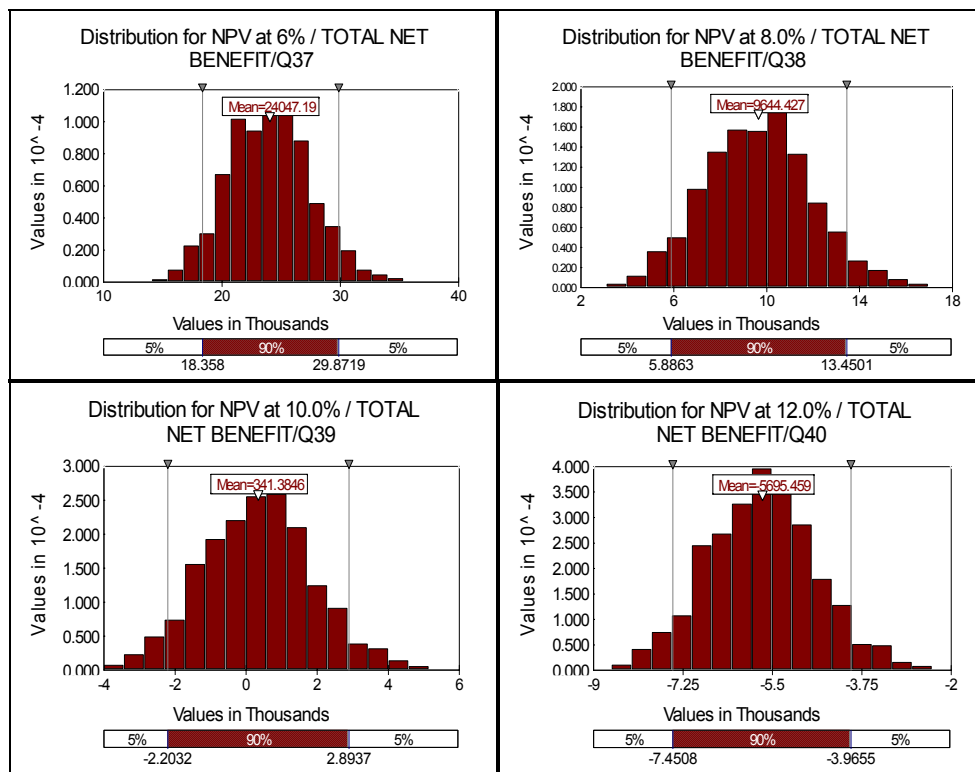 Distribution for NPV at 6% / TOTAL NET
BENEFIT/Q37
Values in 10^ -4
1.200
1.000
0.800
0.600
0.400
0.200
0.000
Mean=24047.19
10 20 30 40
Values in Thousands
5% 90% 5%
18.358 29.8719
Distribution for NPV at 8.0% / TOTAL NET
BENEFIT/Q38
Values in 10^ -4
2.000
1.800
1.600
1.400
1.200
1.000
0.800
0.600
0.400
0.200
0.000
Mean=9644.427
2 6 10 14 18
Values in Thousands
5% 90% 5%
5.8863 13.4501
Distribution for NPV at 10.0% / TOTAL
NET BENEFIT/Q39
Values in 10^ -4
3.000
2.500
2.000
1.500
1.000
0.500
0.000
Mean=341.3846
-4 -2 0 2 4 6
Values in Thousands
5% 90% 5%
-2.2032 2.8937
Distribution for NPV at 12.0% / TOTAL
NET BENEFIT/Q40
Values in 10^ -4
4.000
3.500
3.000
2.500
2.000
1.500
1.000
0.500
0.000
Mean=-5695.459
-9 -7.25 -5.5 -3.75 -2
Values in Thousands
5% 90% 5%
-7.4508 -3.9655